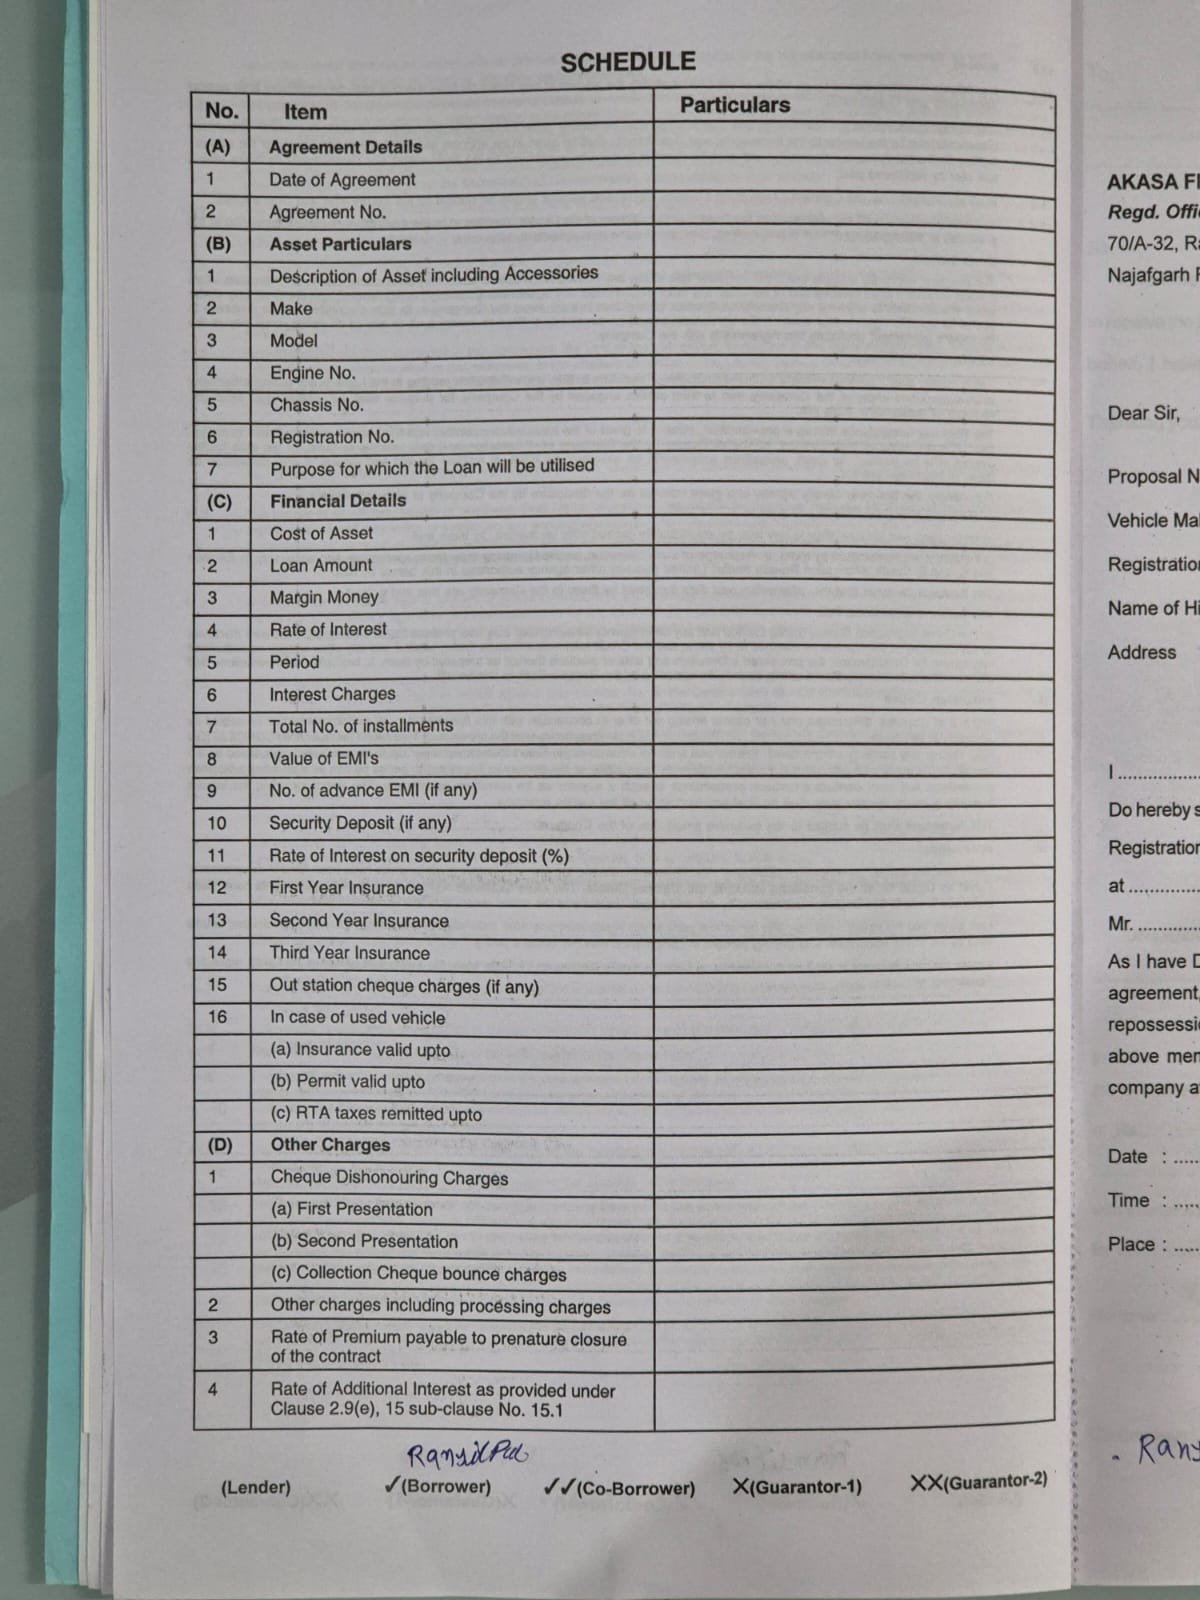 SCHEDULE
No. Item Particulars
(A) Agreement Details
1 Date of Agreement
2 Agreement No.
(B) Asset Particulars
1 Description of Asset including Accessories
2 Make
3 Model
4 Engine No.
5 Chassis No.
6 Registration No.
7 Purpose for which the Loan will be utilised
(C) Financial Details
1 Cost of Asset
2 Loan Amount
3 Margin Money
4 Rate of Interest
5 Period
6 Interest Charges
7 Total No. of installments
8 Value of EMI's
9 No. of advance EMI (if any)
10 Security Deposit (if any)
11 Rate of Interest on security deposit (%)
12 First Year Insurance
13 Second Year Insurance
14 Third Year Insurance
15 Out station cheque charges (if any)
16 In case of used vehicle
(a) Insurance valid upto
(b) Permit valid upto
(c) RTA taxes remitted upto
(D) Other Charges
1 Cheque Dishonouring Charges
(a) First Presentation
(b) Second Presentation
(c) Collection Cheque bounce charges
2 Other charges including processing charges
3 Rate of Premium payable to prenature closure
of the contract
4 Rate of Additional Interest as provided under
Clause 2.9(e), 15 sub-clause No. 15.1
(Lender) ✓(Borrower) ✓✓(Co-Borrower) X(Guarantor-1) XX(Guarantor-2)
AKASA
Regd.
70/A-32,
Najafgarh
Dear Sir,
Proposal
Vehicle
Name of
Address
I ..............
Do hereby
at .............
Mr. ............
As I have
agreement,
above
company
Date : .....
Time : .....
Place : .....